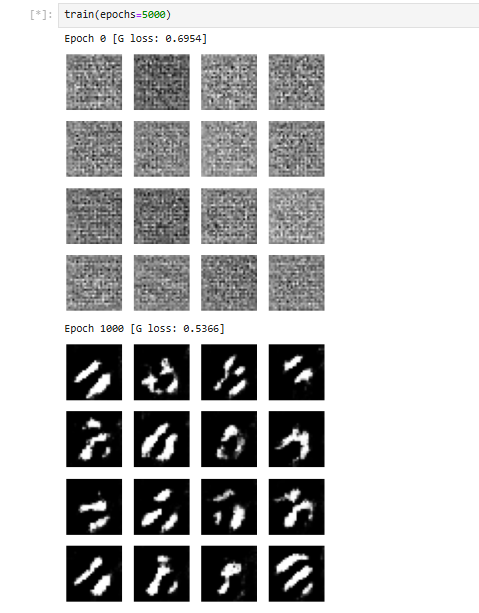 [*]: train(epochs=5000)
Epoch 0 [G loss: 0.6954]
Epoch 1000 [G loss: 0.5366]